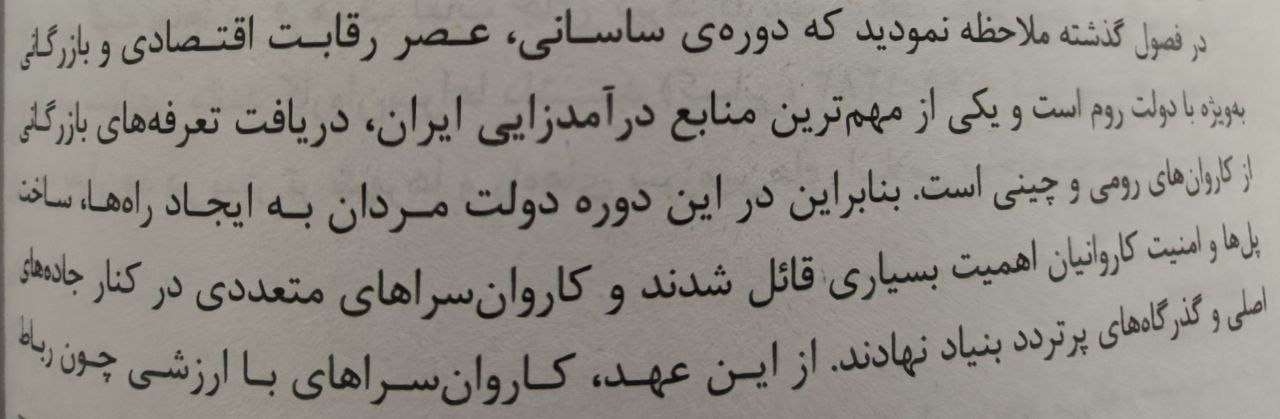 در فصول گذشته ملاحظه نمودید که دوره‌ی ساسانی، عصر رقابت اقتصادی و بازرگانی
به‌ویژه با دولت روم است و یکی از مهم‌ترین منابع درآمدزایی ایران، دریافت تعرفه‌های بازرگانی
از کاروان‌های رومی و چینی است. بنابراین در این دوره دولت مردان به ایجاد راه‌ها، ساخت
پل‌ها و امنیت کاروانیان اهمیت بسیاری قائل شدند و کاروان‌سراهای متعددی در کنار جاده‌های
اصلی و گذرگاه‌های پرتردد بنیاد نهادند. از این عهد، کاروان‌سراهای با ارزشی چون رباط